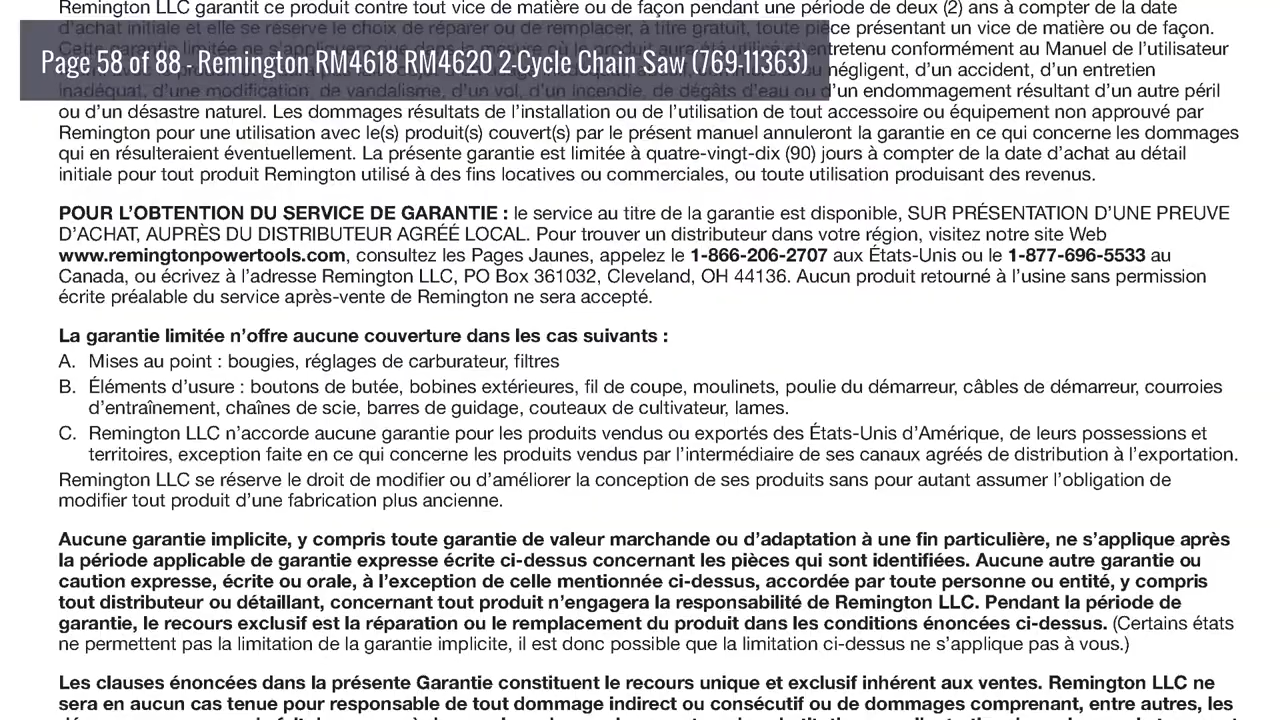 Remington LLC garantit ce produit contre tout vice de matière ou de façon pendant une période de deux (2) ans à compter de la date
d'achat initiale et elle se réserve le choix de réparer ou de remplacer, à titre gratuit, toute pièce présentant un vice de matière ou de façon.
entretenu conformément au Manuel de l'utilisateur
Page 58 of 88 - Remington RM4618 RM4620 2-Cycle Chain Saw (769-11363)
négligent, d'un accident, d'un entretien
inadéquat, d'une modification, de vandalisme, d'un vol, d'un incendie, de dégâts d'eau ou d'un endommagement résultant d'un autre péril
ou d'un désastre naturel. Les dommages résultats de l'installation ou de l'utilisation de tout accessoire ou équipement non approuvé par
Remington pour une utilisation avec le(s) produit(s) couvert(s) par le présent manuel annuleront la garantie en ce qui concerne les dommages
qui en résulteraient éventuellement. La présente garantie est limitée à quatre-vingt-dix (90) jours à compter de la date d'achat au détail
initiale pour tout produit Remington utilisé à des fins locatives ou commerciales, ou toute utilisation produisant des revenus.
POUR L'OBTENTION DU SERVICE DE GARANTIE : le service au titre de la garantie est disponible, SUR PRÉSENTATION D'UNE PREUVE
D'ACHAT, AUPRÈS DU DISTRIBUTEUR AGRÉÉ LOCAL. Pour trouver un distributeur dans votre région, visitez notre site Web
www.remingtonpowertools.com, consultez les Pages Jaunes, appelez le 1-866-206-2707 aux États-Unis ou le 1-877-696-5533 au
Canada, ou écrivez à l'adresse Remington LLC, PO Box 361032, Cleveland, OH 44136. Aucun produit retourné à l'usine sans permission
écrite préalable du service après-vente de Remington ne sera accepté.
La garantie limitée n'offre aucune couverture dans les cas suivants :
A. Mises au point : bougies, réglages de carburateur, filtres
B. Éléments d'usure : boutons de butée, bobines extérieures, fil de coupe, moulinets, poulie du démarreur, câbles de démarreur, courroies
d'entraînement, chaînes de scie, barres de guidage, couteaux de cultivateur, lames.
C. Remington LLC n'accorde aucune garantie pour les produits vendus ou exportés des États-Unis d'Amérique, de leurs possessions et
territoires, exception faite en ce qui concerne les produits vendus par l'intermédiaire de ses canaux agréés de distribution à l'exportation.
Remington LLC se réserve le droit de modifier ou d'améliorer la conception de ses produits sans pour autant assumer l'obligation de
modifier tout produit d'une fabrication plus ancienne.
Aucune garantie implicite, y compris toute garantie de valeur marchande ou d'adaptation à une fin particulière, ne s'applique après
la période applicable de garantie expresse écrite ci-dessus concernant les pièces qui sont identifiées. Aucune autre garantie ou
caution expresse, écrite ou orale, à l'exception de celle mentionnée ci-dessus, accordée par toute personne ou entité, y compris
tout distributeur ou détaillant, concernant tout produit n'engagera la responsabilité de Remington LLC. Pendant la période de
garantie, le recours exclusif est la réparation ou le remplacement du produit dans les conditions énoncées ci-dessus. (Certains états
ne permettent pas la limitation de la garantie implicite, il est donc possible que la limitation ci-dessus ne s'applique pas à vous.)
Les clauses énoncées dans la présente Garantie constituent le recours unique et exclusif inhérent aux ventes. Remington LLC ne
sera en aucun cas tenue pour responsable de tout dommage indirect ou consécutif ou de dommages comprenant, entre autres, les